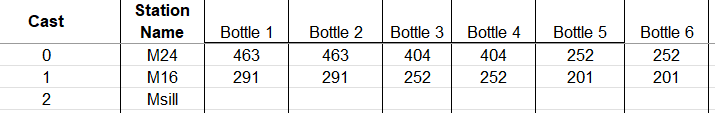 Cast Station Name Bottle 1 Bottle 2 Bottle 3 Bottle 4 Bottle 5 Bottle 6
0 M24 463 463 404 404 252 252
1 M16 291 291 252 252 201 201
2 Msill